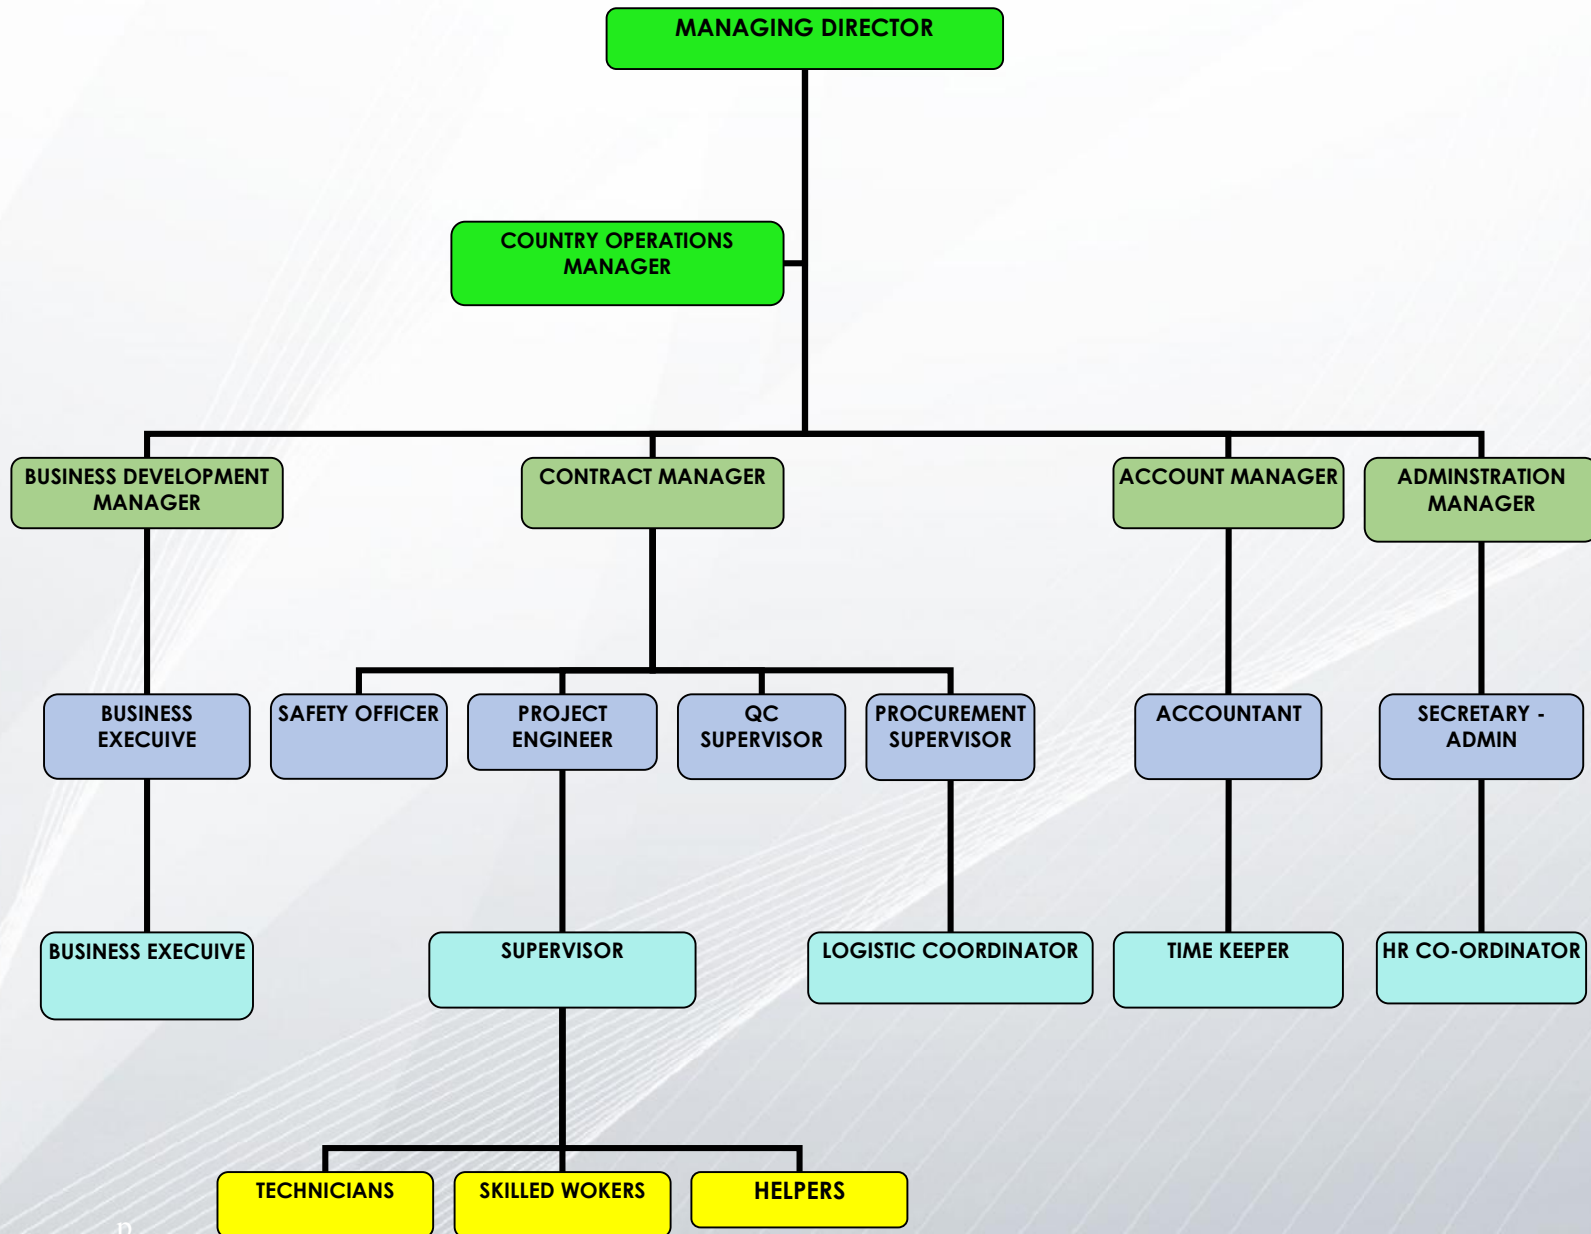 MANAGING DIRECTOR
COUNTRY OPERATIONS
MANAGER
BUSINESS DEVELOPMENT
MANAGER
CONTRACT MANAGER
ACCOUNT MANAGER
ADMINSTRATION
MANAGER
BUSINESS
EXECUIVE
SAFETY OFFICER
PROJECT
ENGINEER
QC
SUPERVISOR
PROCUREMENT
SUPERVISOR
ACCOUNTANT
SECRETARY -
ADMIN
BUSINESS EXECUIVE
SUPERVISOR
LOGISTIC COORDINATOR
TIME KEEPER
HR CO-ORDINATOR
TECHNICIANS
SKILLED WOKERS
HELPERS